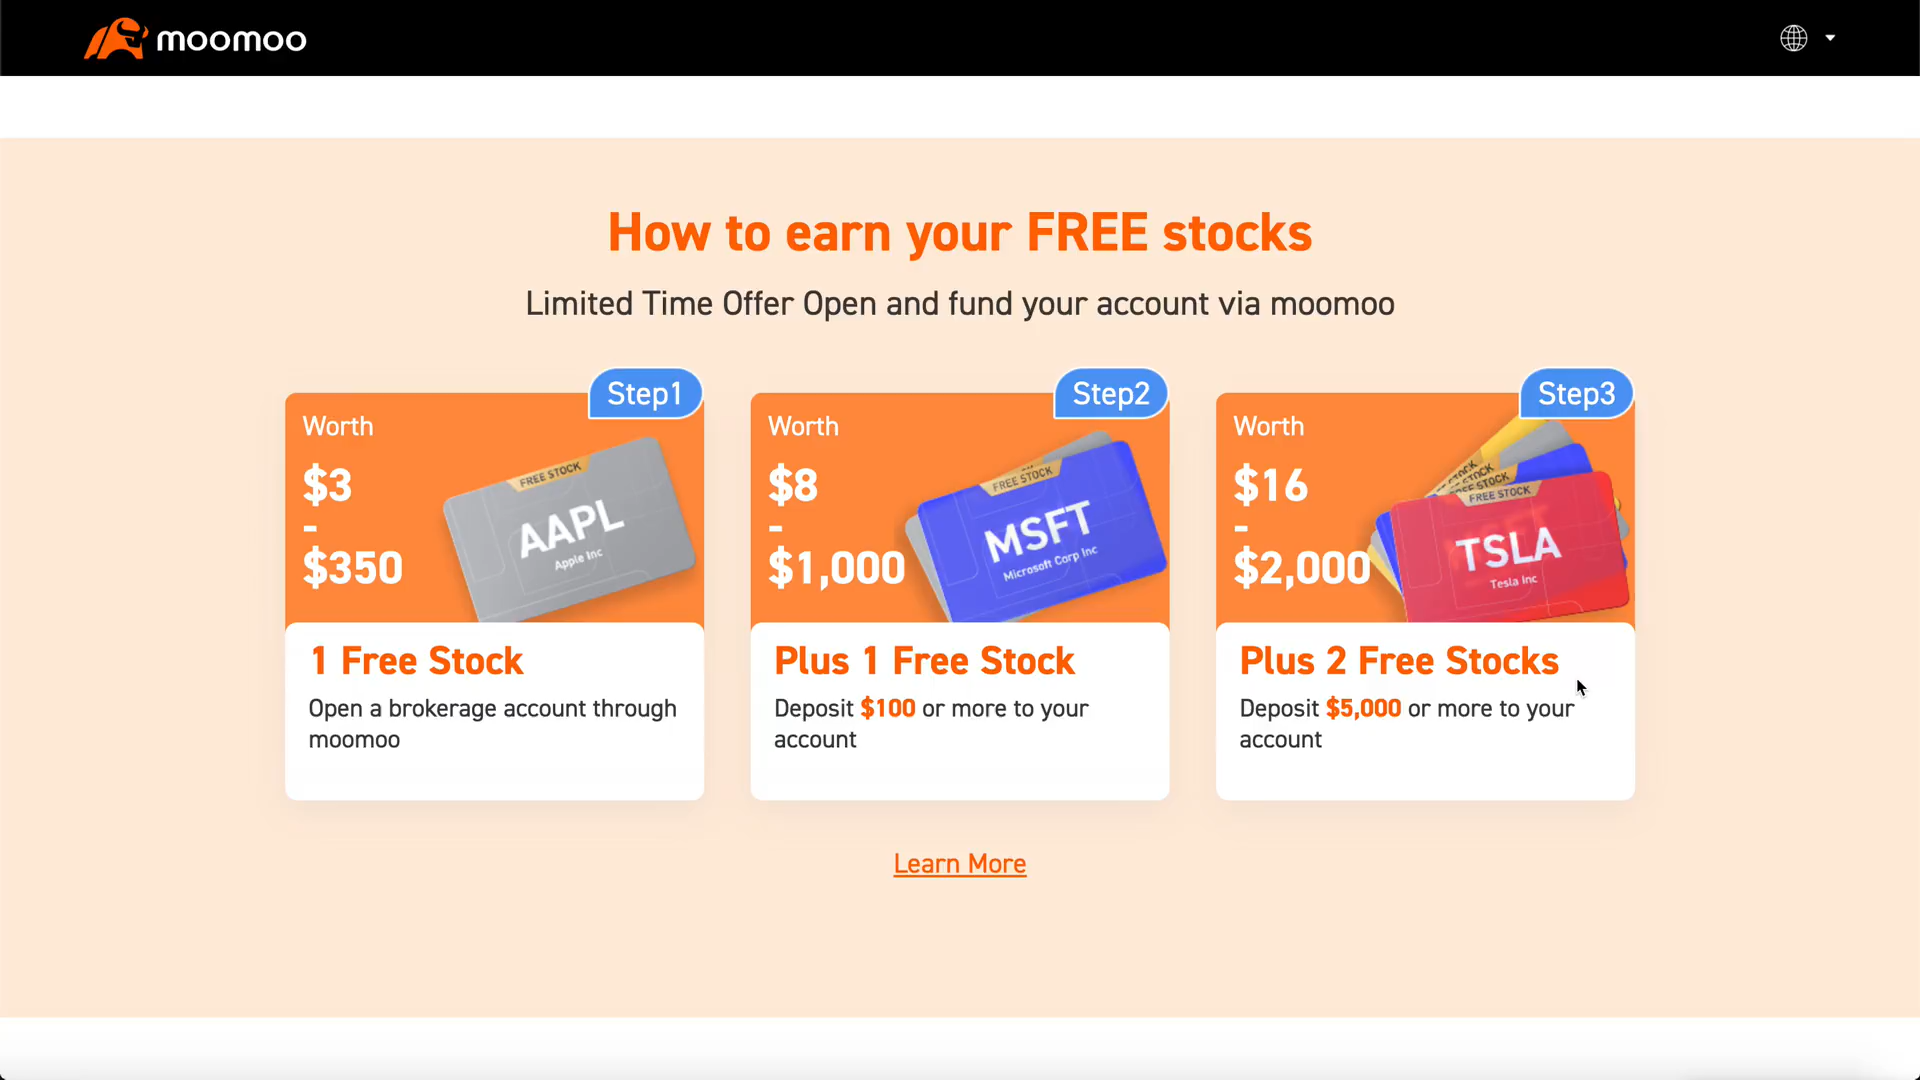 moomoo
How to earn your FREE stocks
Limited Time Offer Open and fund your account via moomoo
Step1
Worth
$3
-
$350
FREE STOCK
AAPL
Apple Inc
1 Free Stock
Open a brokerage account through
moomoo
Step2
Worth
$8
-
$1,000
FREE STOCK
MSFT
Microsoft Corp Inc
Plus 1 Free Stock
Deposit $100 or more to your
account
Step3
Worth
$16
-
$2,000
FREE STOCK
TSLA
Tesla Inc
Plus 2 Free Stocks
Deposit $5,000 or more to your
account
Learn More